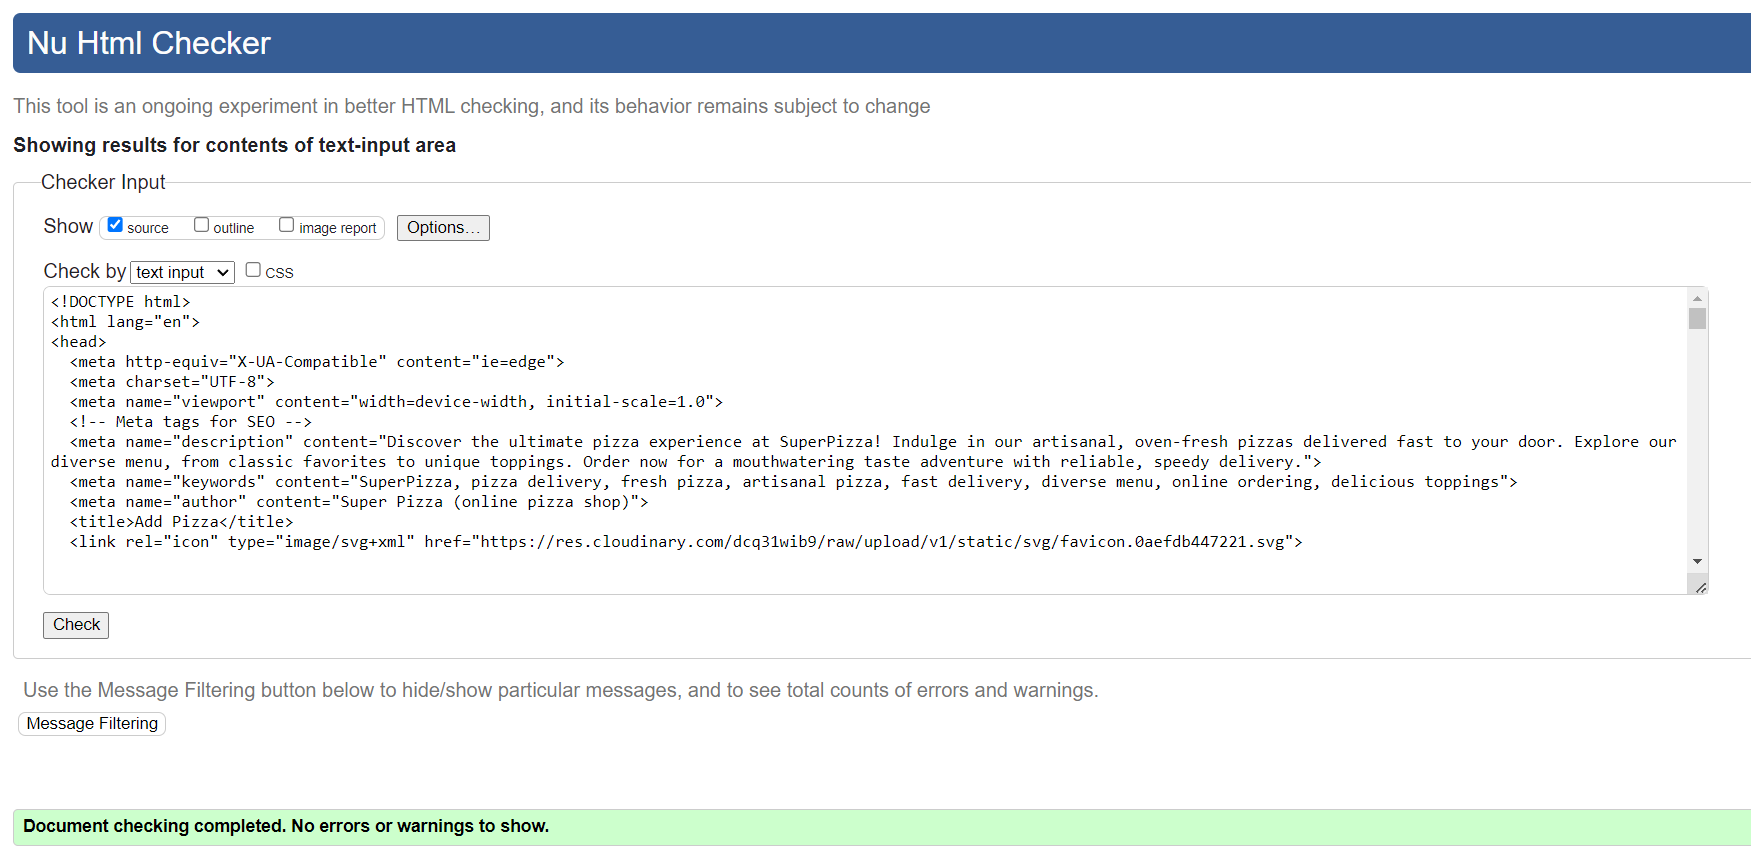 Nu Html Checker
This tool is an ongoing experiment in better HTML checking, and its behavior remains subject to change
Showing results for contents of text-input area
Checker Input
Show source outline image report Options...
Check by text input CSS
<!DOCTYPE html>
<html lang="en">
<head>
  <meta http-equiv="X-UA-Compatible" content="ie=edge">
  <meta charset="UTF-8">
  <meta name="viewport" content="width=device-width, initial-scale=1.0">
  <!-- Meta tags for SEO -->
  <meta name="description" content="Discover the ultimate pizza experience at SuperPizza! Indulge in our artisanal, oven-fresh pizzas delivered fast to your door. Explore our
diverse menu, from classic favorites to unique toppings. Order now for a mouthwatering taste adventure with reliable, speedy delivery.">
  <meta name="keywords" content="SuperPizza, pizza delivery, fresh pizza, artisanal pizza, fast delivery, diverse menu, online ordering, delicious toppings">
  <meta name="author" content="Super Pizza (online pizza shop)">
  <title>Add Pizza</title>
  <link rel="icon" type="image/svg+xml" href="https://res.cloudinary.com/dcq31wib9/raw/upload/v1/static/svg/favicon.0aefdb447221.svg">
Check
Use the Message Filtering button below to hide/show particular messages, and to see total counts of errors and warnings.
Message Filtering
Document checking completed. No errors or warnings to show.